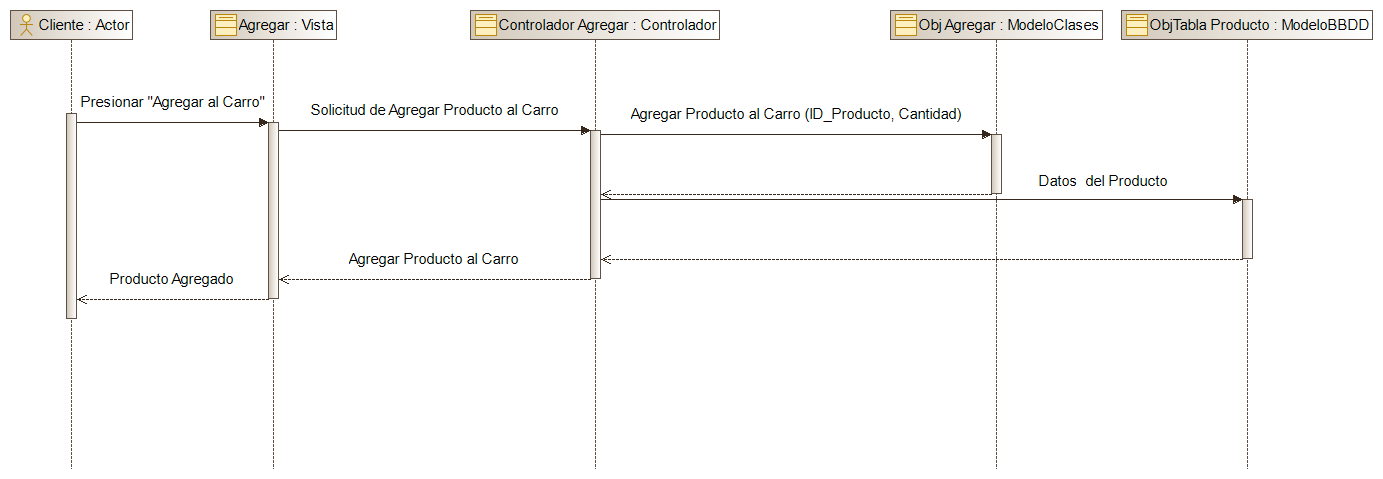 Cliente : Actor
Agregar : Vista
Controlador Agregar : Controlador
Obj Agregar : ModeloClases
ObjTabla Producto : ModeloBBDD
Presionar "Agregar al Carro"
Solicitud de Agregar Producto al Carro
Agregar Producto al Carro (ID_Producto, Cantidad)
Datos  del Producto
Agregar Producto al Carro
Producto Agregado